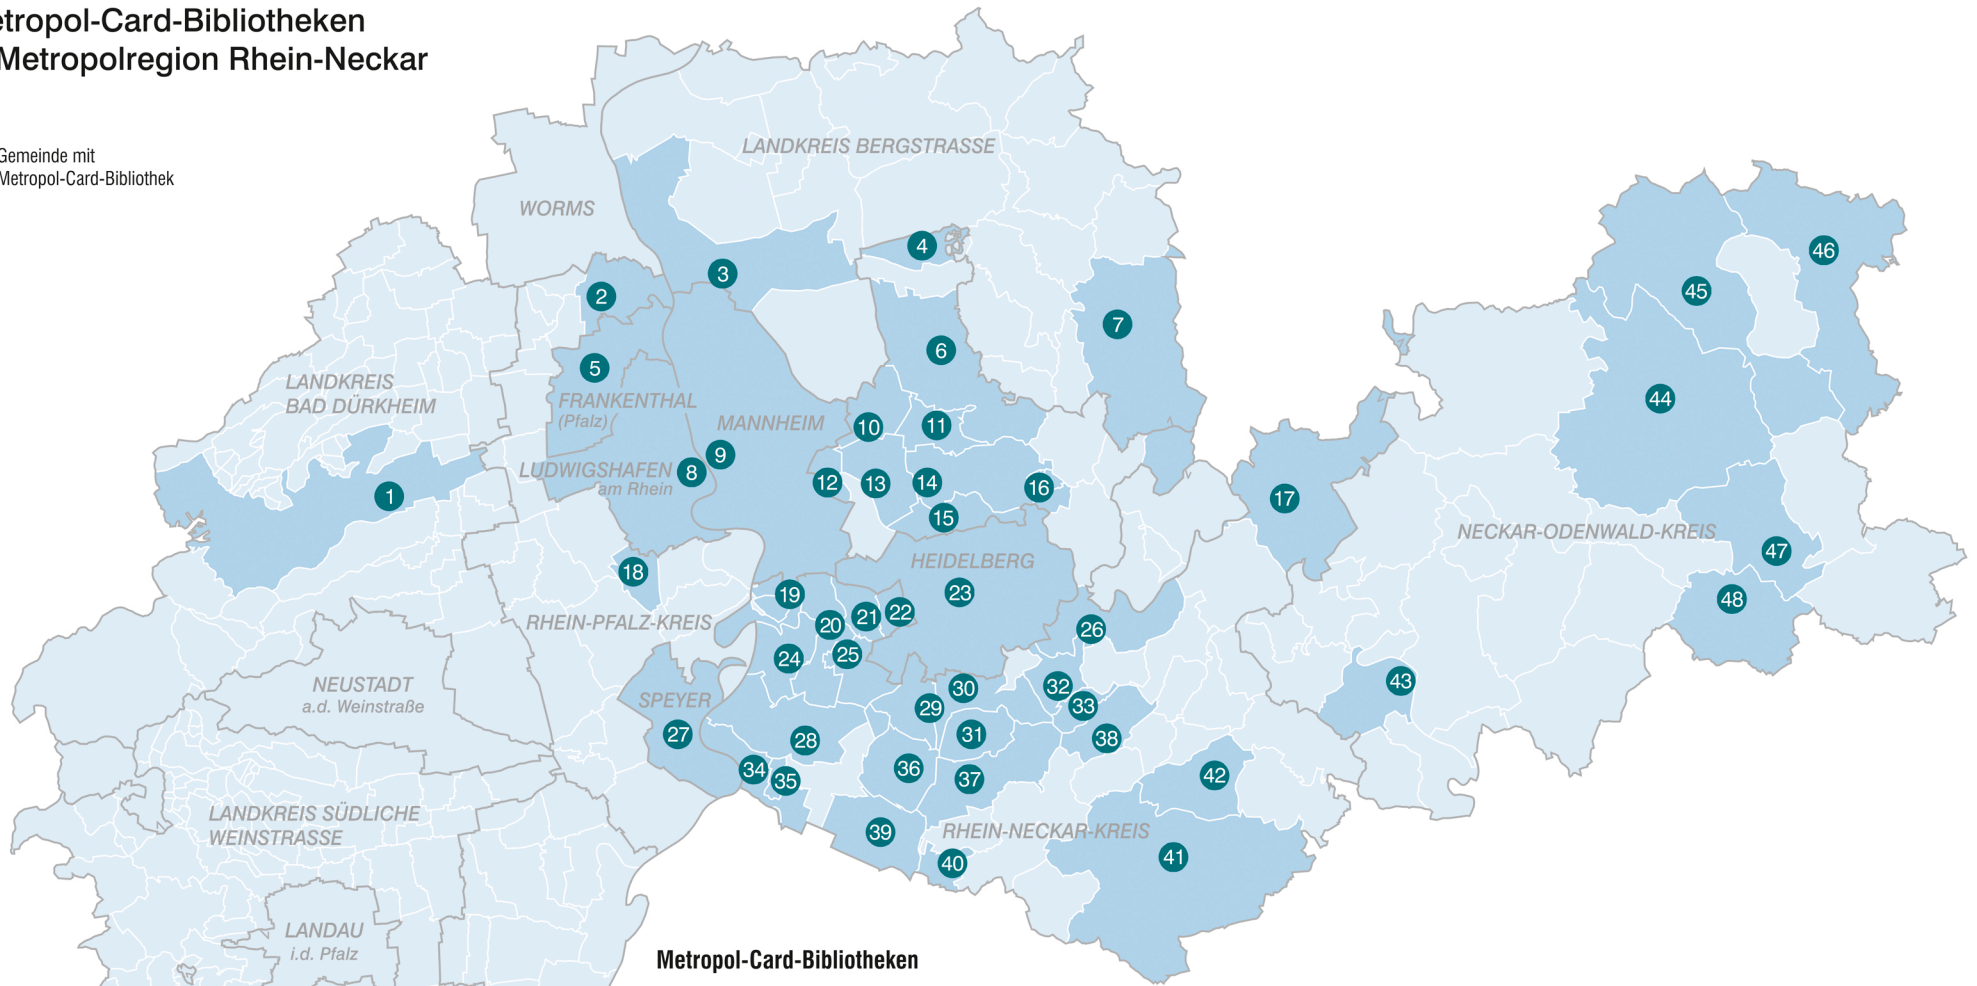 etropol-Card-Bibliotheken
Metropolregion Rhein-Neckar
Gemeinde mit
Metropol-Card-Bibliothek
LANDKREIS BERGSTRASSE
WORMS
4
46
3
45
2
7
6
5
LANDKREIS
BAD DÜRKHEIM
44
FRANKENTHAL
(Pfalz)
MANNHEIM
10
11
9
LUDWIGSHAFEN
am Rhein
8
12
13
14
16
1
17
15
NECKAR-ODENWALD-KREIS
47
HEIDELBERG
18
23
19
48
22
21
RHEIN-PFALZ-KREIS
20
26
25
24
NEUSTADT
a.d. Weinstraße
43
32
30
SPEYER
33
29
27
31
28
38
34
36
42
35
37
LANDKREIS SÜDLICHE
WEINSTRASSE
39
RHEIN-NECKAR-KREIS
41
40
LANDAU
i.d. Pfalz
Metropol-Card-Bibliotheken